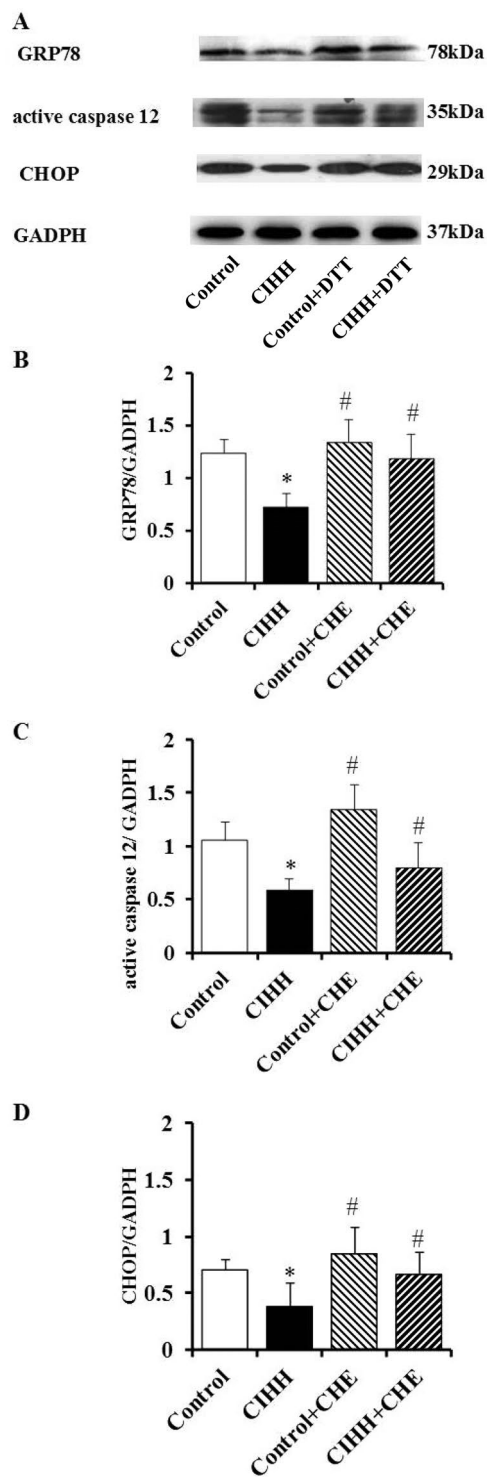 A
GRP78 78kDa
active caspase 12 35kDa
CHOP 29kDa
GADPH 37kDa
Control CIHH Control+DTT CIHH+DTT
B
GRP78/GADPH
2
1.5
1
0.5
0
* # #
Control CIHH Control+CHE CIHH+CHE
C
active caspase 12/ GADPH
2
1.5
1
0.5
0
* # #
Control CIHH Control+CHE CIHH+CHE
D
CHOP/GADPH
2
1.5
1
0.5
0
* # #
Control CIHH Control+CHE CIHH+CHE